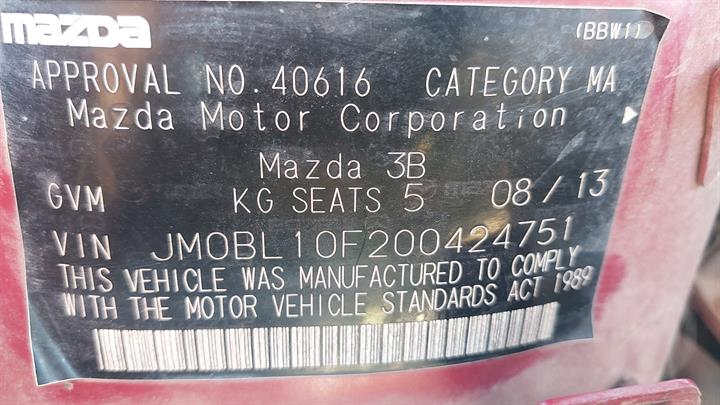 mazda (BBW1)
APPROVAL NO. 40616 CATEGORY MA
Mazda Motor Corporation
Mazda 3B
GVM KG SEATS 5 08 / 13
VIN JM0BL10F200424751
THIS VEHICLE WAS MANUFACTURED TO COMPLY
WITH THE MOTOR VEHICLE STANDARDS ACT 1989